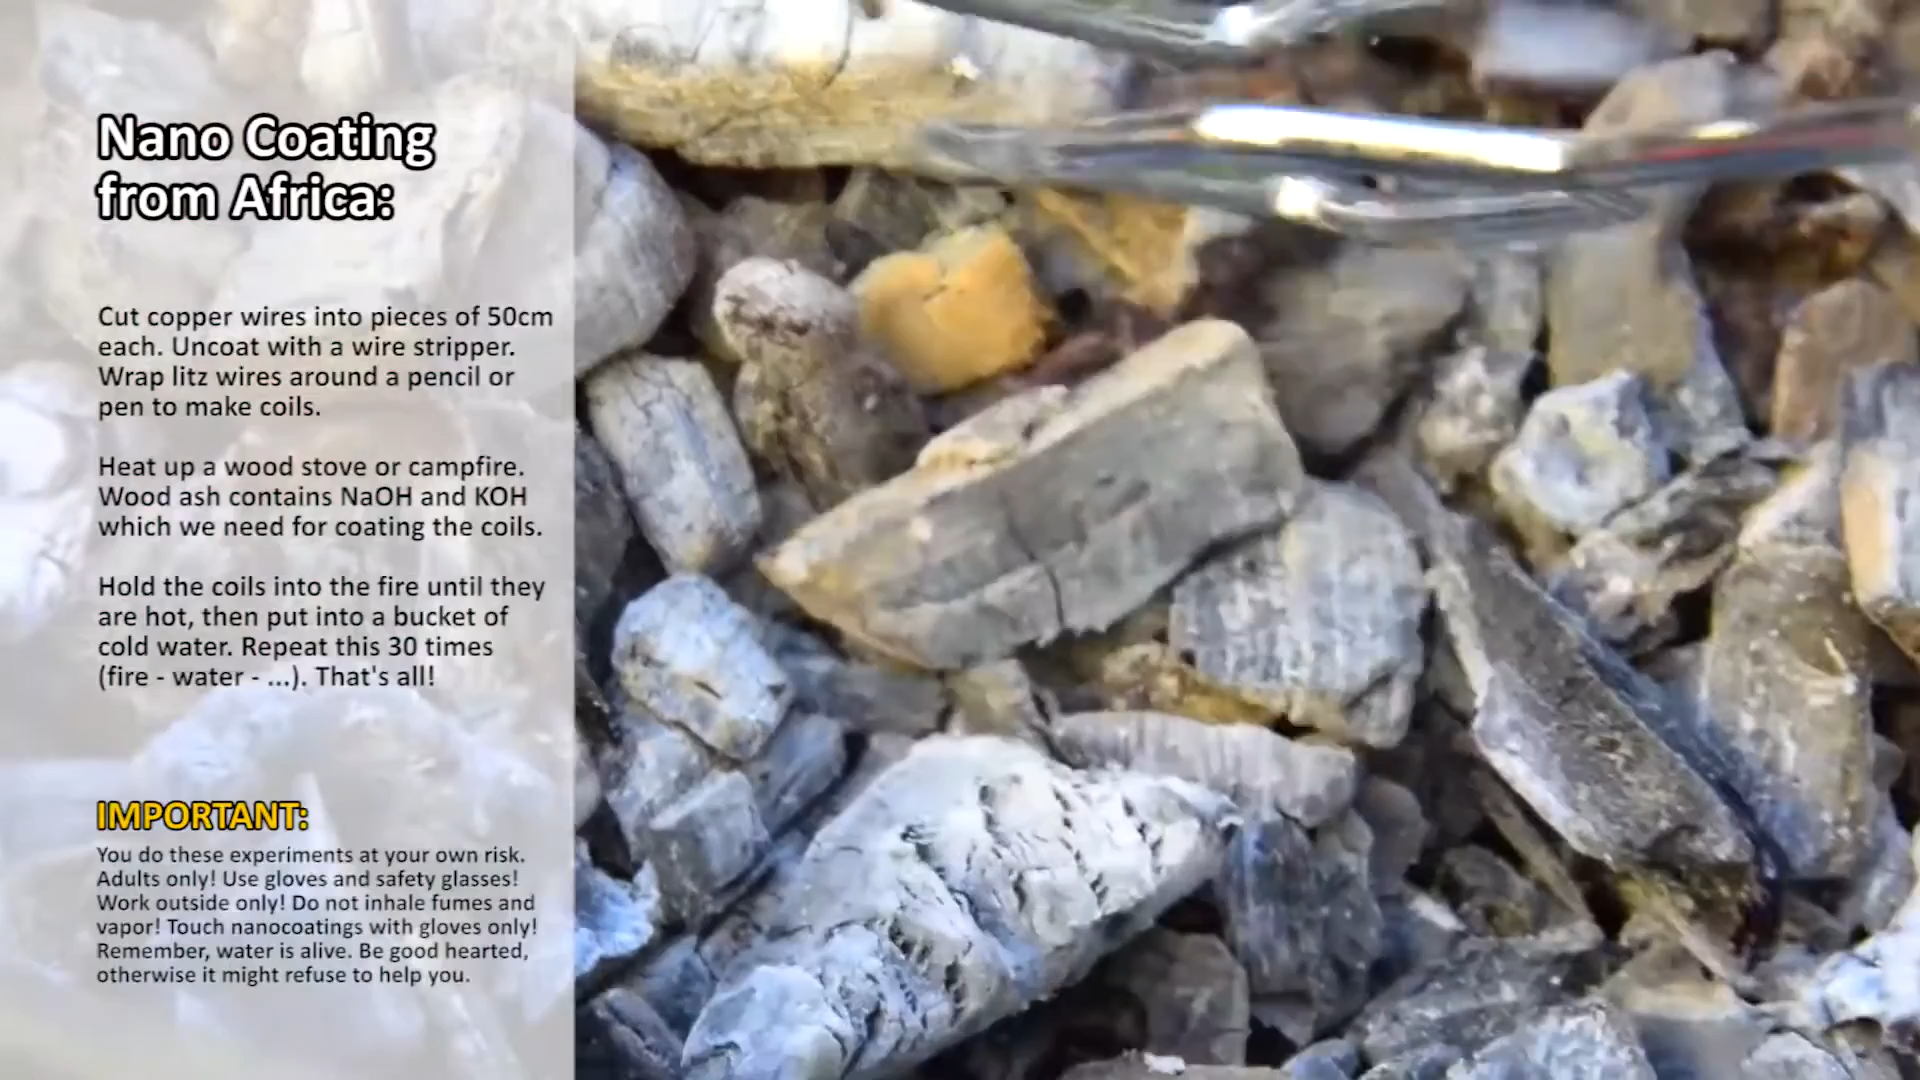 Nano Coating
from Africa:
Cut copper wires into pieces of 50cm
each. Uncoat with a wire stripper.
Wrap litz wires around a pencil or
pen to make coils.
Heat up a wood stove or campfire.
Wood ash contains NaOH and KOH
which we need for coating the coils.
Hold the coils into the fire until they
are hot, then put into a bucket of
cold water. Repeat this 30 times
(fire - water - ...). That's all!
IMPORTANT:
You do these experiments at your own risk.
Adults only! Use gloves and safety glasses!
Work outside only! Do not inhale fumes and
vapor! Touch nanocoatings with gloves only!
Remember, water is alive. Be good hearted,
otherwise it might refuse to help you.